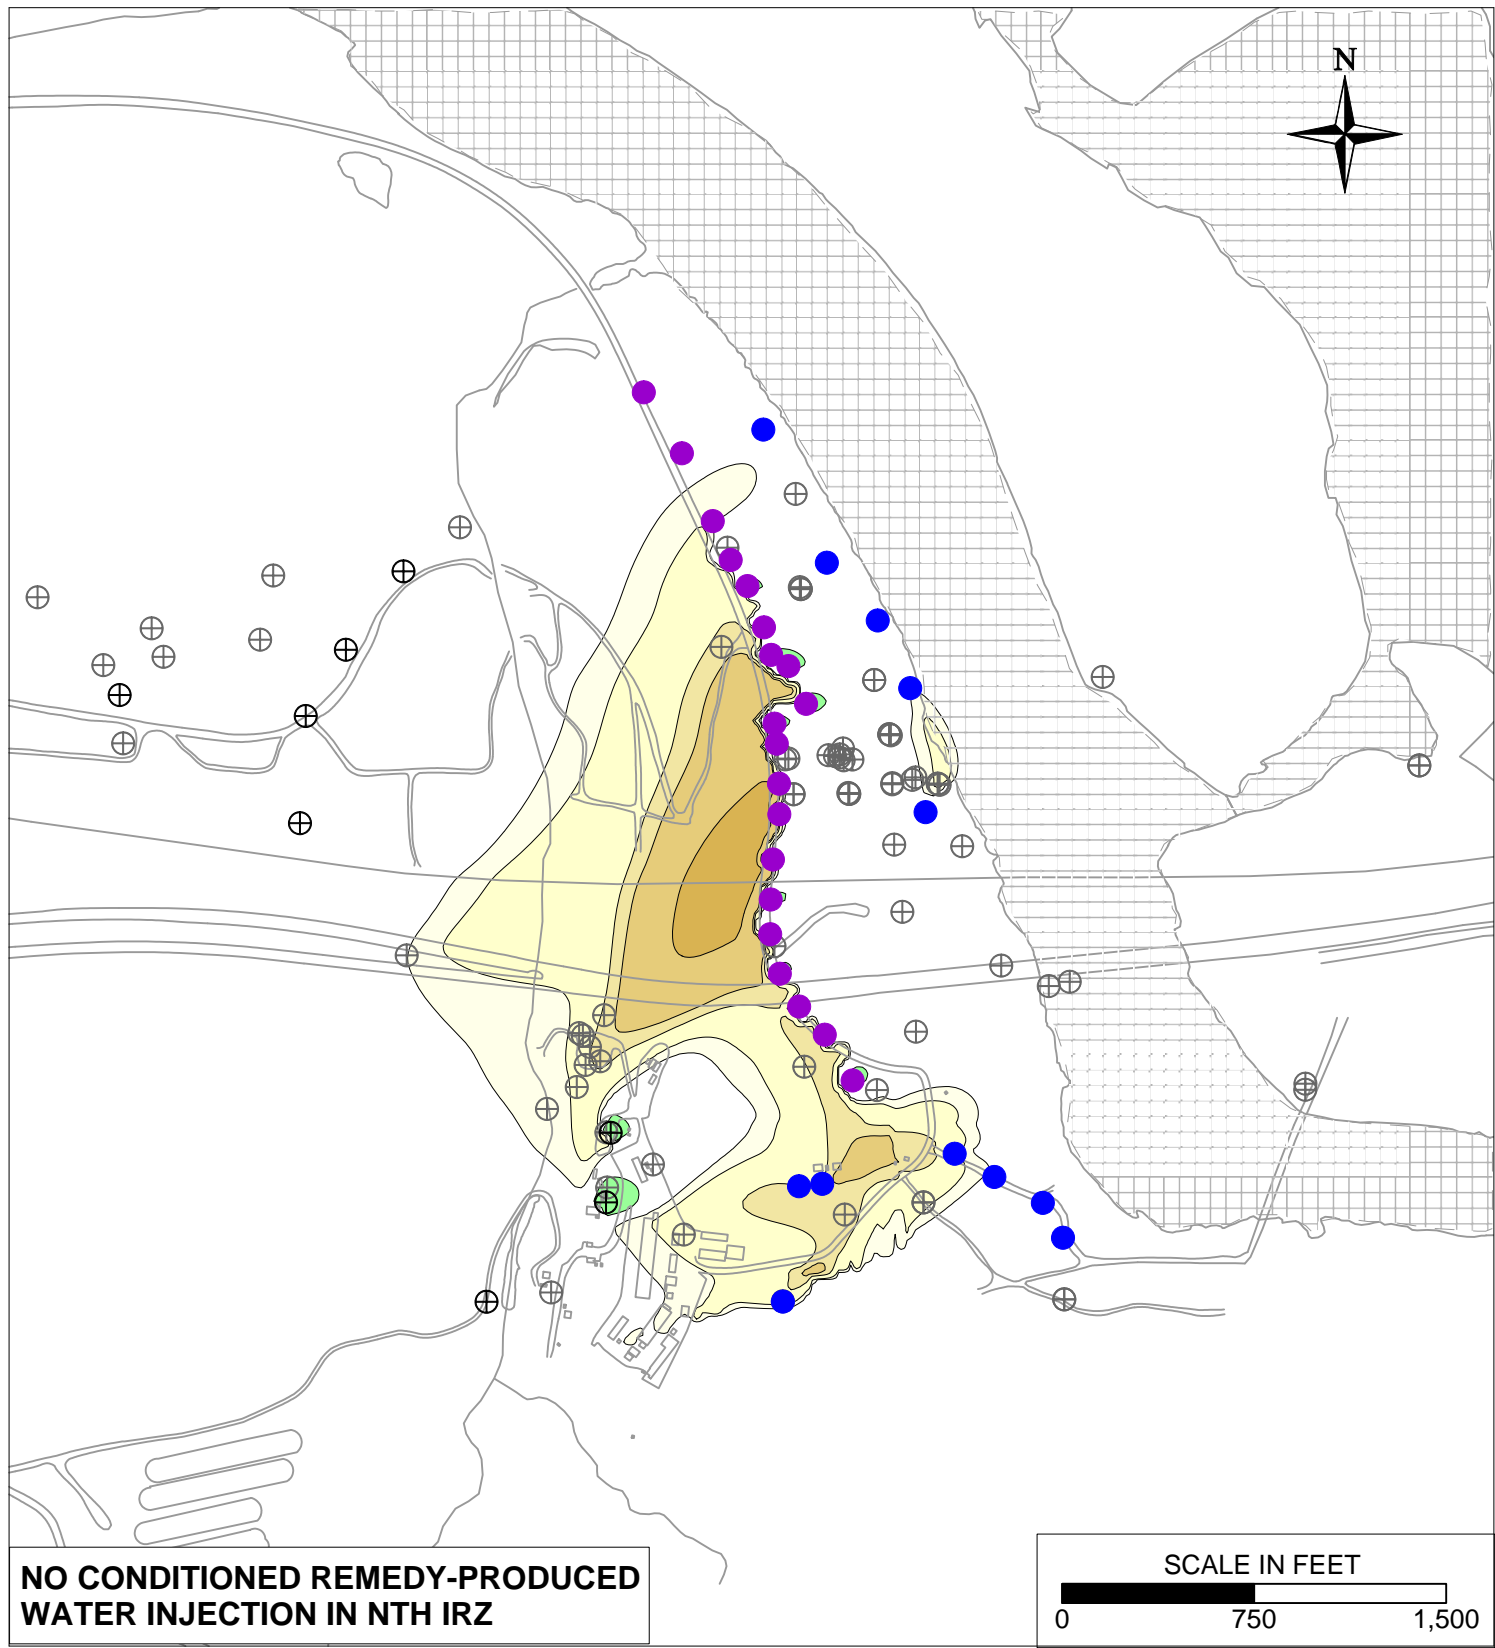 N
NO CONDITIONED REMEDY-PRODUCED
WATER INJECTION IN NTH IRZ
SCALE IN FEET
0 750 1,500